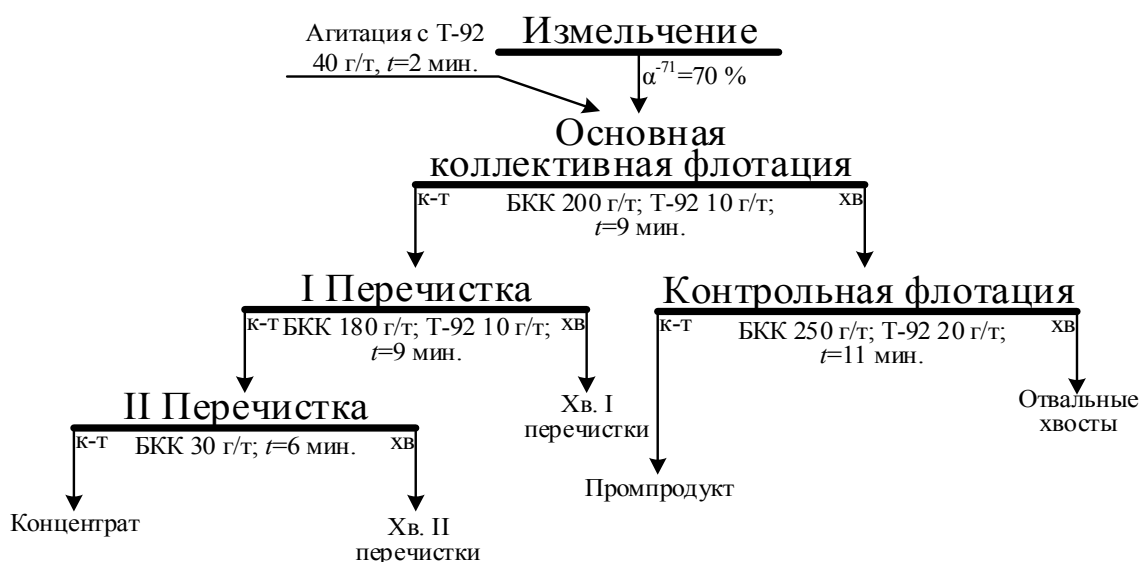 Агитация с Т-92
40 г/т, t=2 мин.
Измельчение
α⁻⁷¹=70 %
Основная
коллективная флотация
к-т
БКК 200 г/т; Т-92 10 г/т;
t=9 мин.
хв
I Перечистка
к-т
БКК 180 г/т; Т-92 10 г/т;
t=9 мин.
хв
Контрольная флотация
к-т
БКК 250 г/т; Т-92 20 г/т;
t=11 мин.
хв
II Перечистка
к-т
БКК 30 г/т; t=6 мин.
хв
Хв. I
перечистки
Отвальные
хвосты
Промпродукт
Концентрат
Хв. II
перечистки